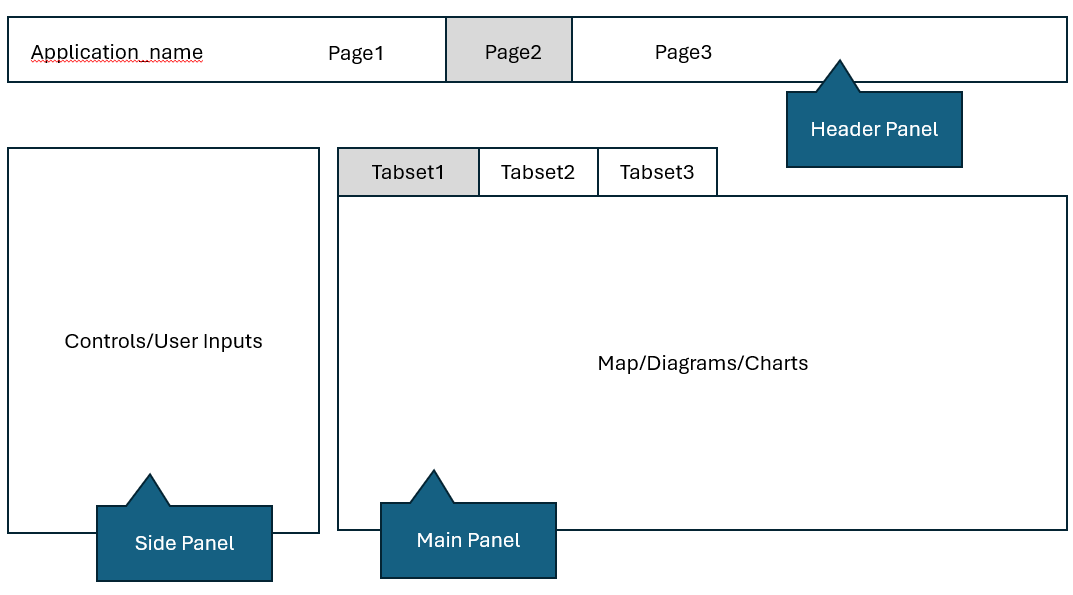 Application_name
Page1
Page2
Page3
Header Panel
Tabset1
Tabset2
Tabset3
Controls/User Inputs
Map/Diagrams/Charts
Side Panel
Main Panel